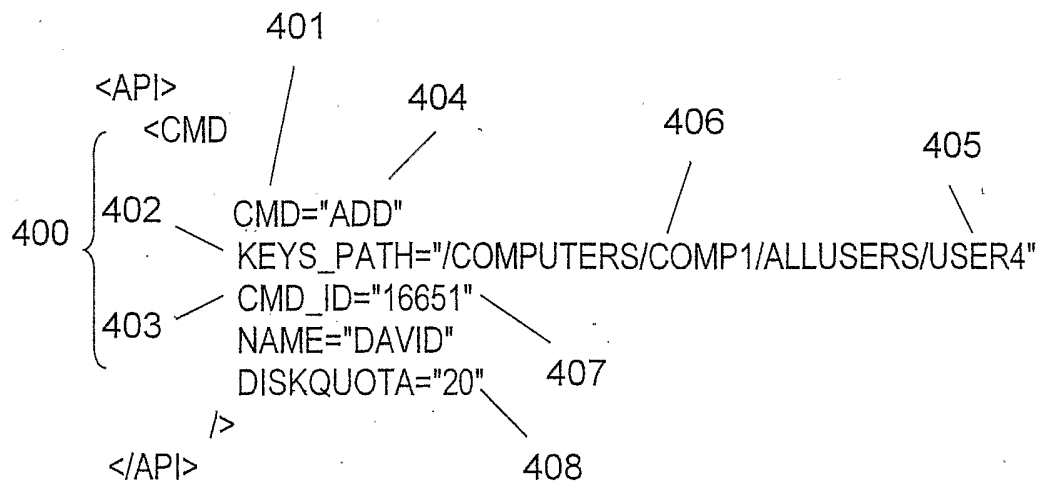 401
<API>
404
<CMD
406
405
CMD="ADD"
402
400
KEYS_PATH="/COMPUTERS/COMP1/ALLUSERS/USER4"
CMD_ID="16651"
403
NAME="DAVID"
407
DISKQUOTA="20"
/>
</API>
408